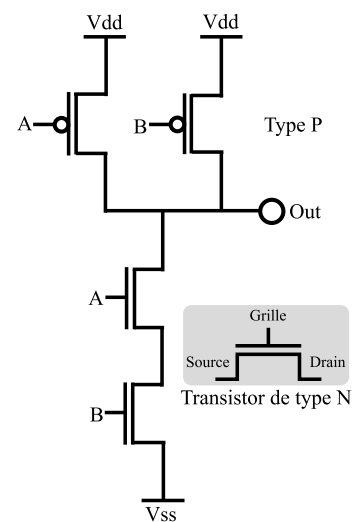 Vdd
Vdd
A
B
Type P
Out
A
Grille
Source
Drain
Transistor de type N
B
Vss